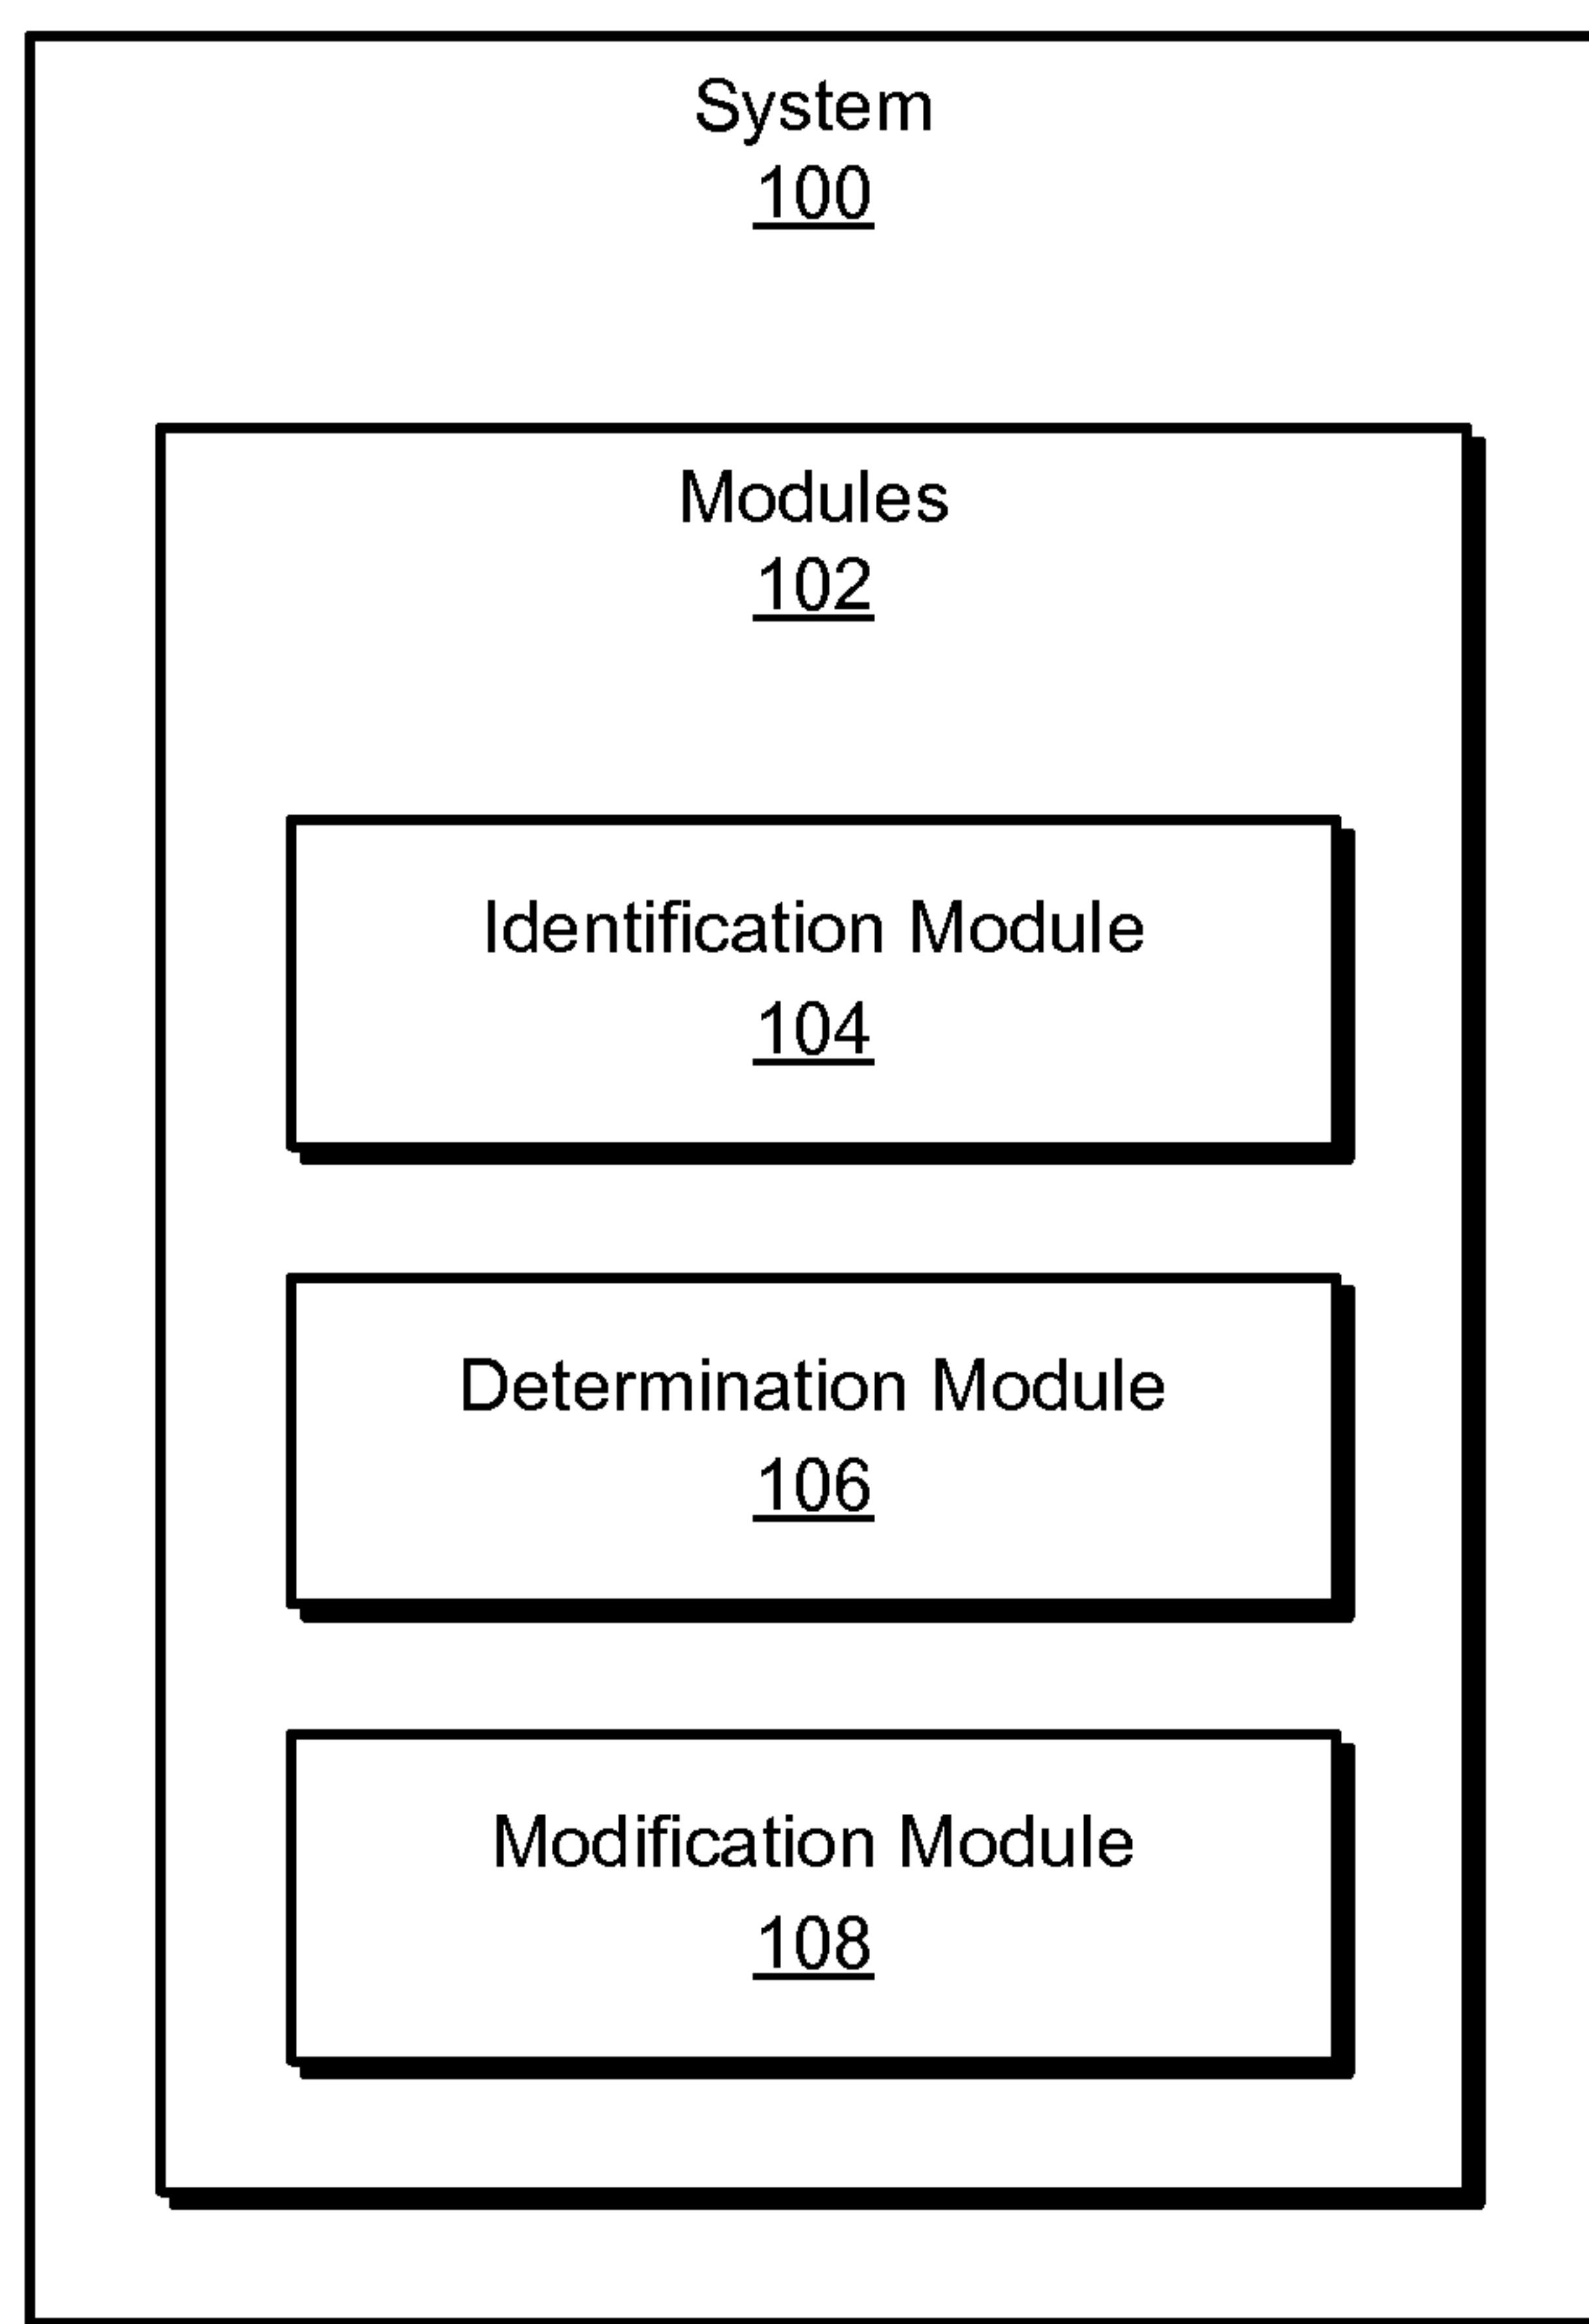 System
100
Modules
102
Identification Module
104
Determination Module
106
Modification Module
108